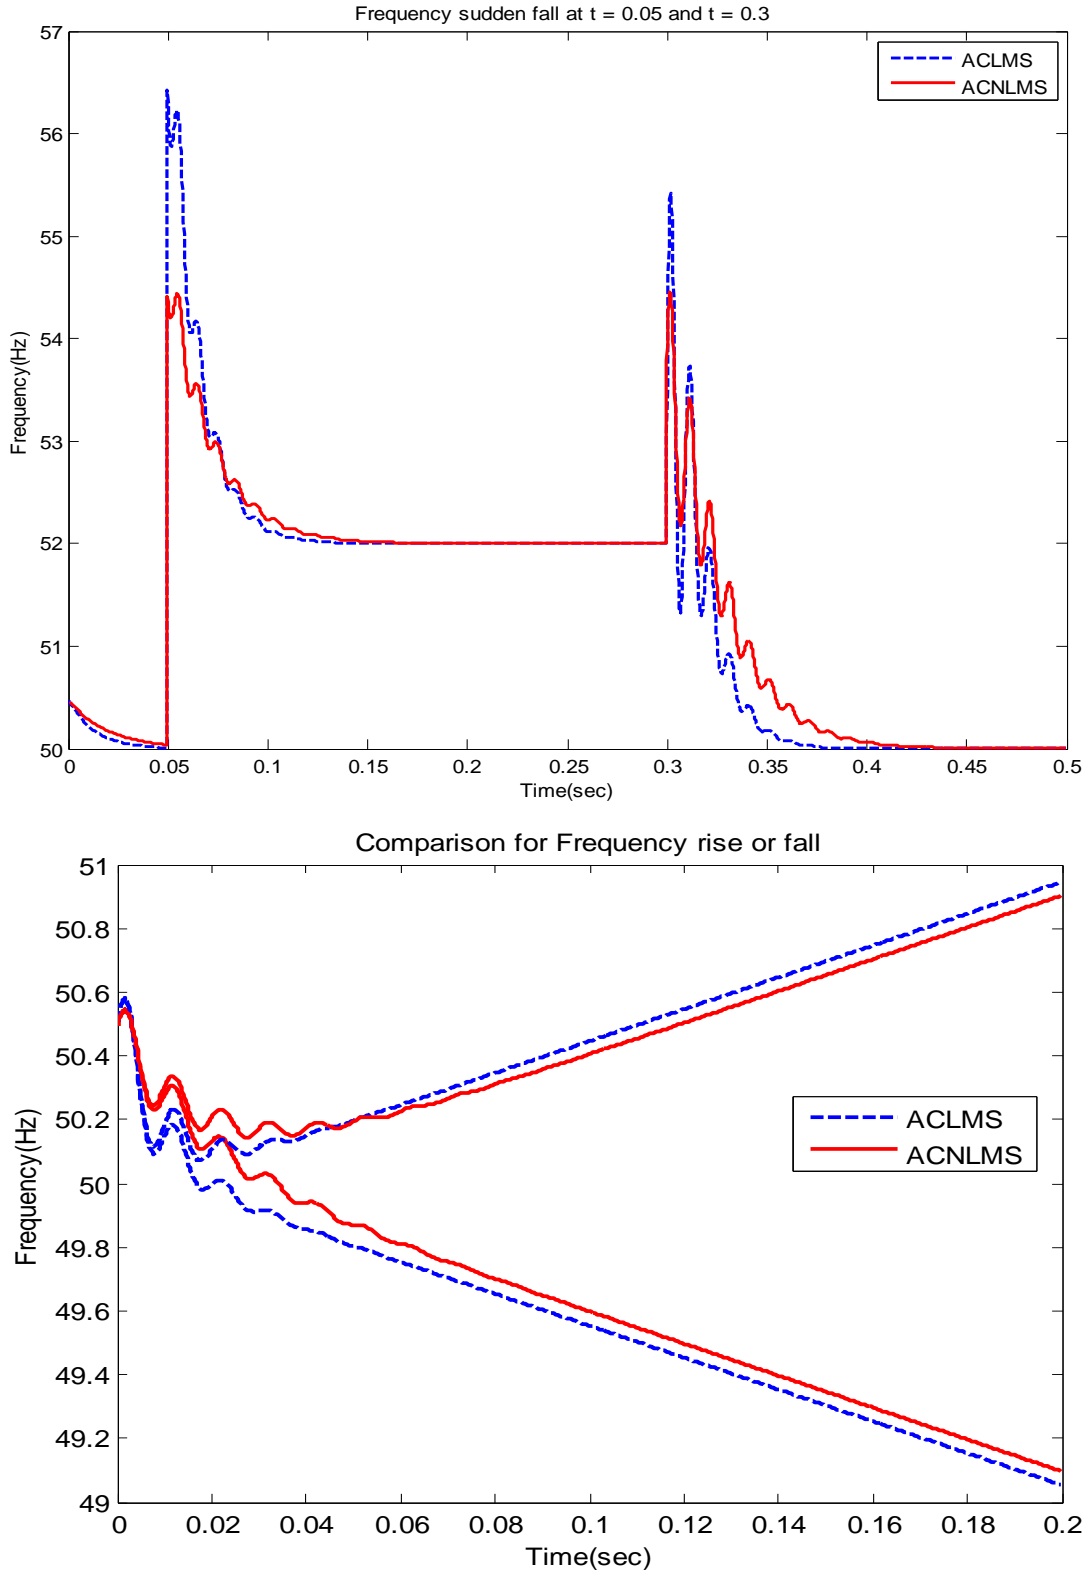 Frequency sudden fall at t = 0.05 and t = 0.3
57
56
55
54
53
52
51
50
Frequency(Hz)
ACLMS
ACNLMS
0 0.05 0.1 0.15 0.2 0.25 0.3 0.35 0.4 0.45 0.5
Time(sec)
Comparison for Frequency rise or fall
51
50.8
50.6
50.4
50.2
50
49.8
49.6
49.4
49.2
49
Frequency(Hz)
ACLMS
ACNLMS
0 0.02 0.04 0.06 0.08 0.1 0.12 0.14 0.16 0.18 0.2
Time(sec)